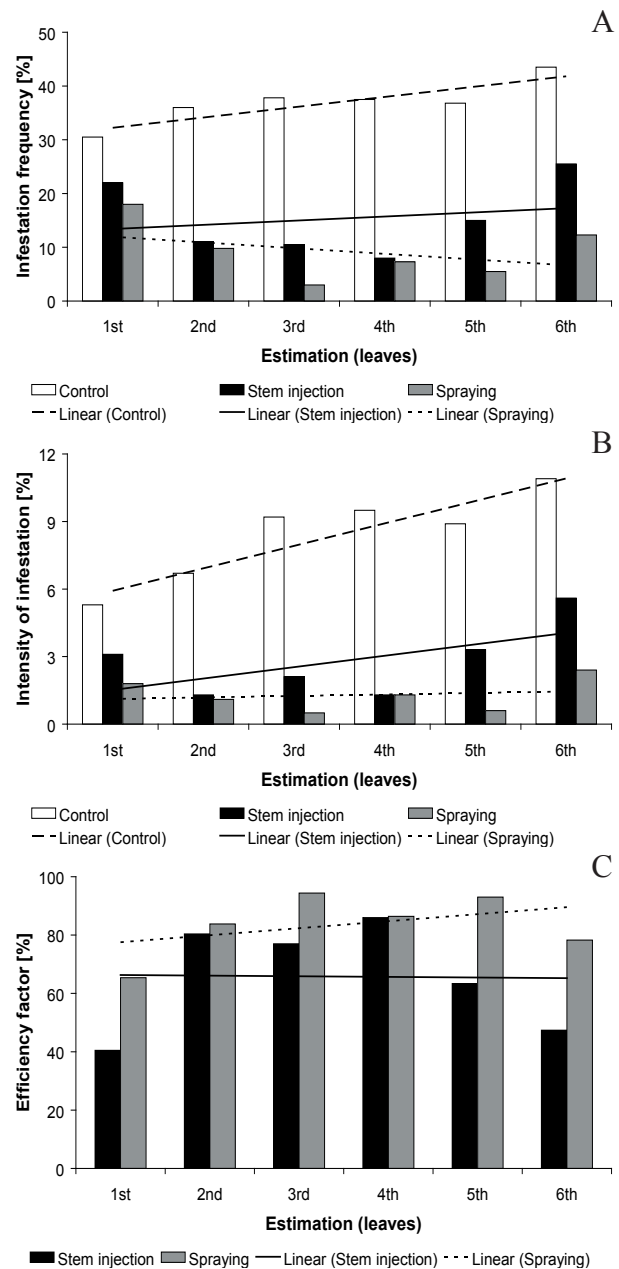 A
Infestation frequency [%]
50
40
30
20
10
0
1st 2nd 3rd 4th 5th 6th
Estimation (leaves)
Control Stem injection Spraying
Linear (Control) Linear (Stem injection) Linear (Spraying)
B
Intensity of infestation [%]
12
9
6
3
0
1st 2nd 3rd 4th 5th 6th
Estimation (leaves)
Control Stem injection Spraying
Linear (Control) Linear (Stem injection) Linear (Spraying)
C
Efficiency factor [%]
100
80
60
40
20
0
1st 2nd 3rd 4th 5th 6th
Estimation (leaves)
Stem injection Spraying Linear (Stem injection) Linear (Spraying)